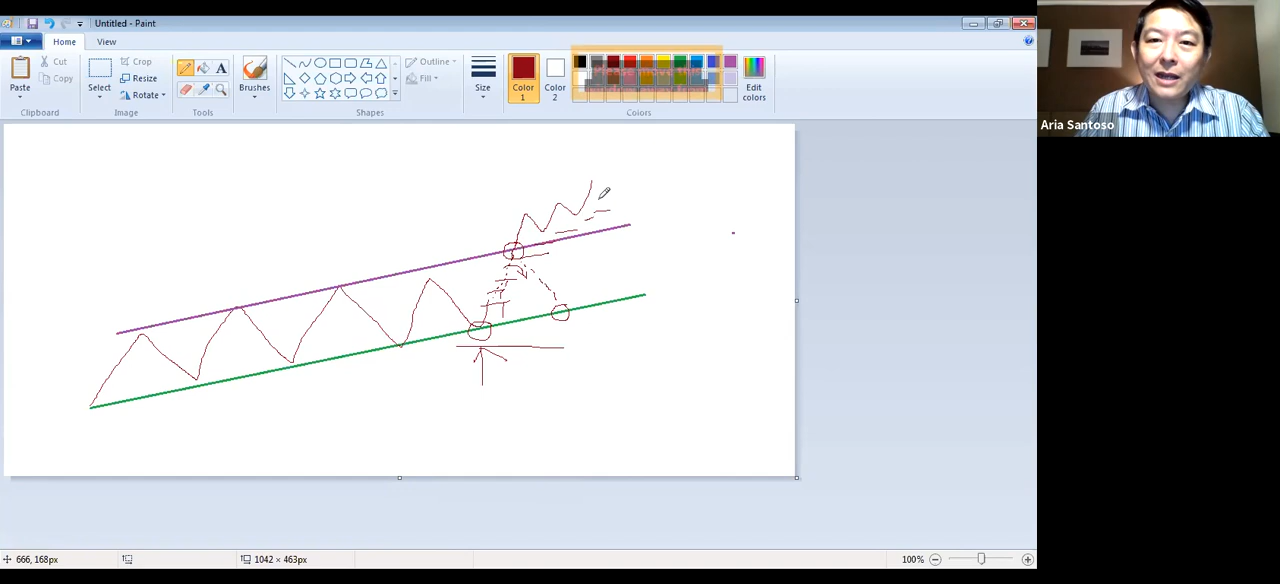 Untitled - Paint
Home View
Paste
Cut
Copy
Clipboard
Select
Crop
Resize
Rotate
Image
A
Tools
Brushes
Outline
Fill
Shapes
Size
Color
1
Color
2
Edit
colors
Colors
Aria Santoso
666, 168px
1042 × 463px
100%